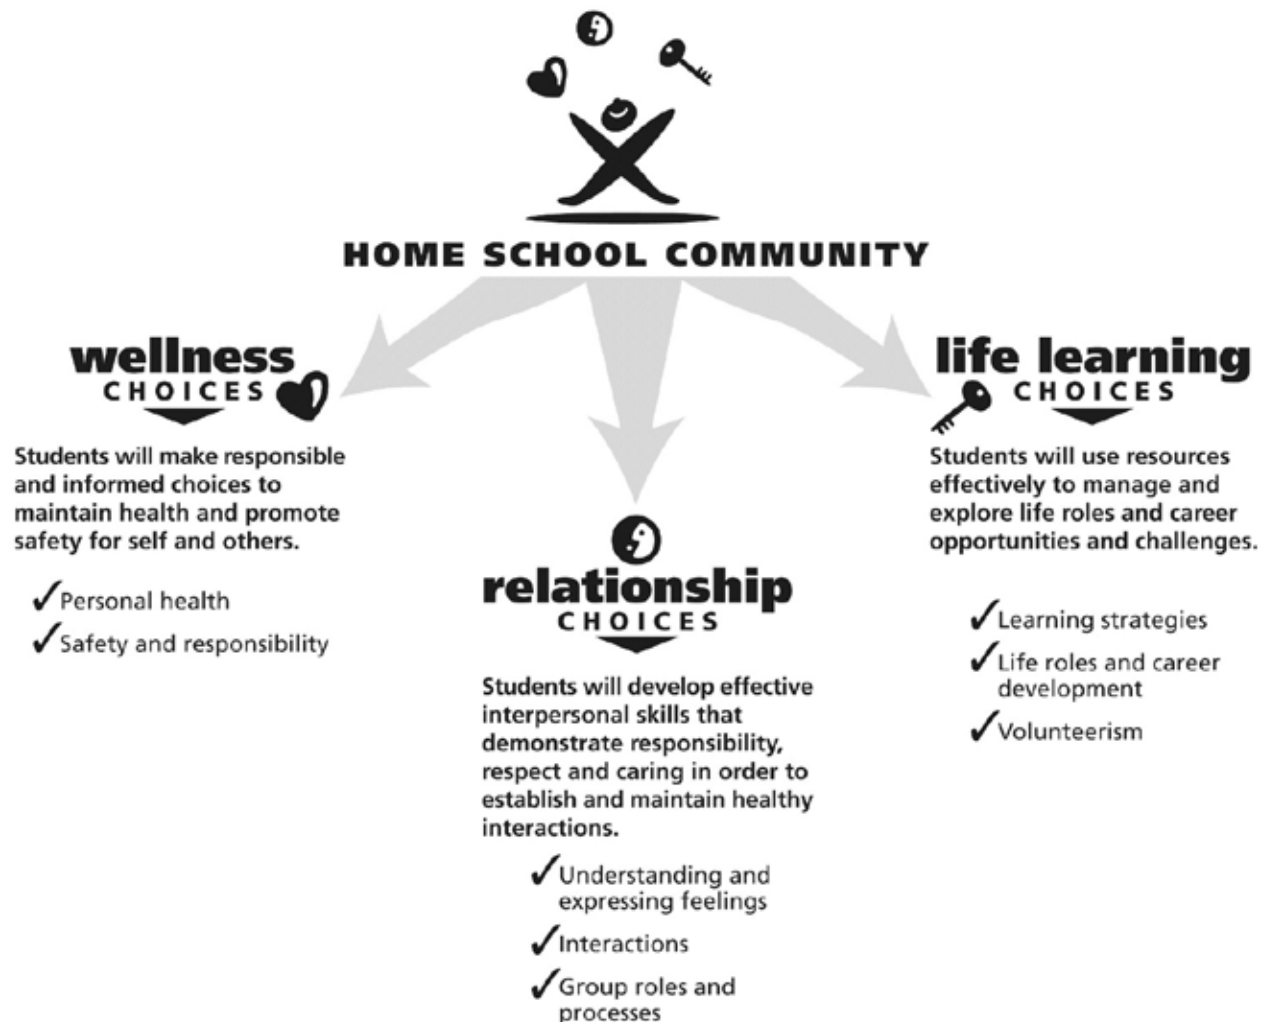 HOME SCHOOL COMMUNITY
wellness
CHOICES
Students will make responsible
and informed choices to
maintain health and promote
safety for self and others.
✓Personal health
✓Safety and responsibility
relationship
CHOICES
Students will develop effective
interpersonal skills that
demonstrate responsibility,
respect and caring in order to
establish and maintain healthy
interactions.
✓Understanding and
expressing feelings
✓Interactions
✓Group roles and
processes
life learning
CHOICES
Students will use resources
effectively to manage and
explore life roles and career
opportunities and challenges.
✓Learning strategies
✓Life roles and career
development
✓Volunteerism